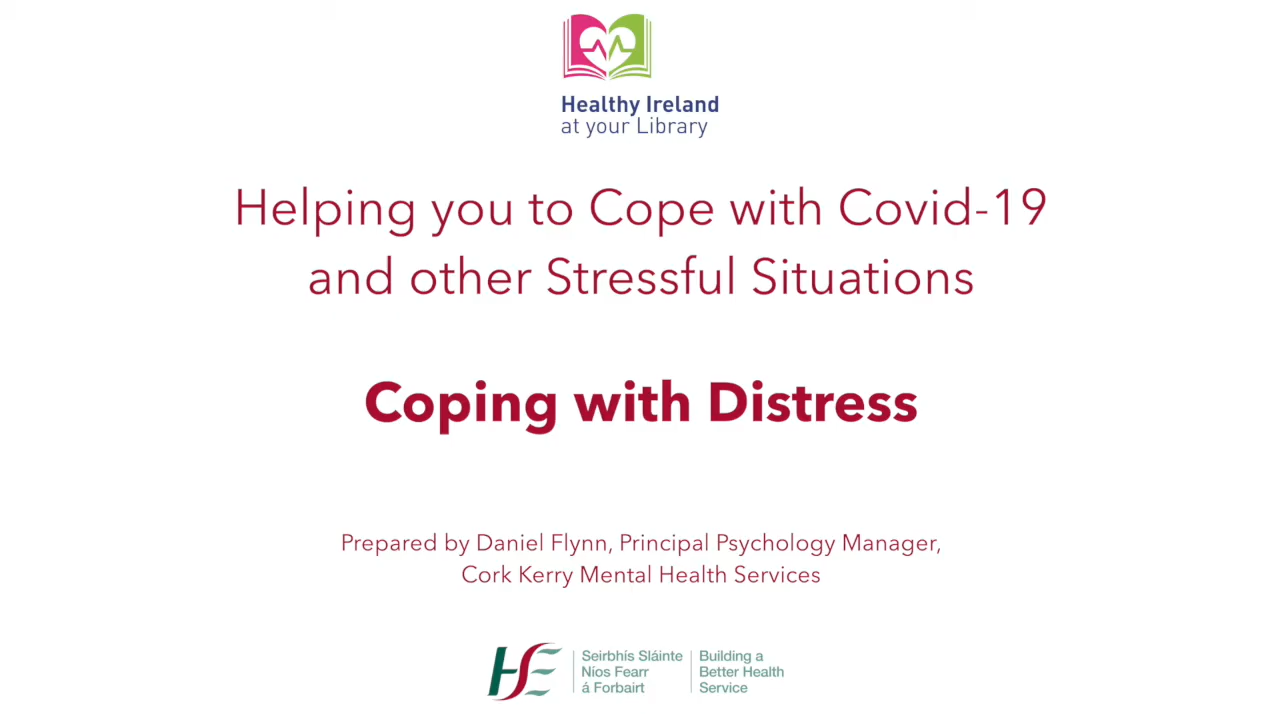 Healthy Ireland
at your Library
Helping you to Cope with Covid-19
and other Stressful Situations
Coping with Distress
Prepared by Daniel Flynn, Principal Psychology Manager,
Cork Kerry Mental Health Services
HSE
Seirbhís Sláinte
Níos Fearr
á Forbairt
Building a
Better Health
Service